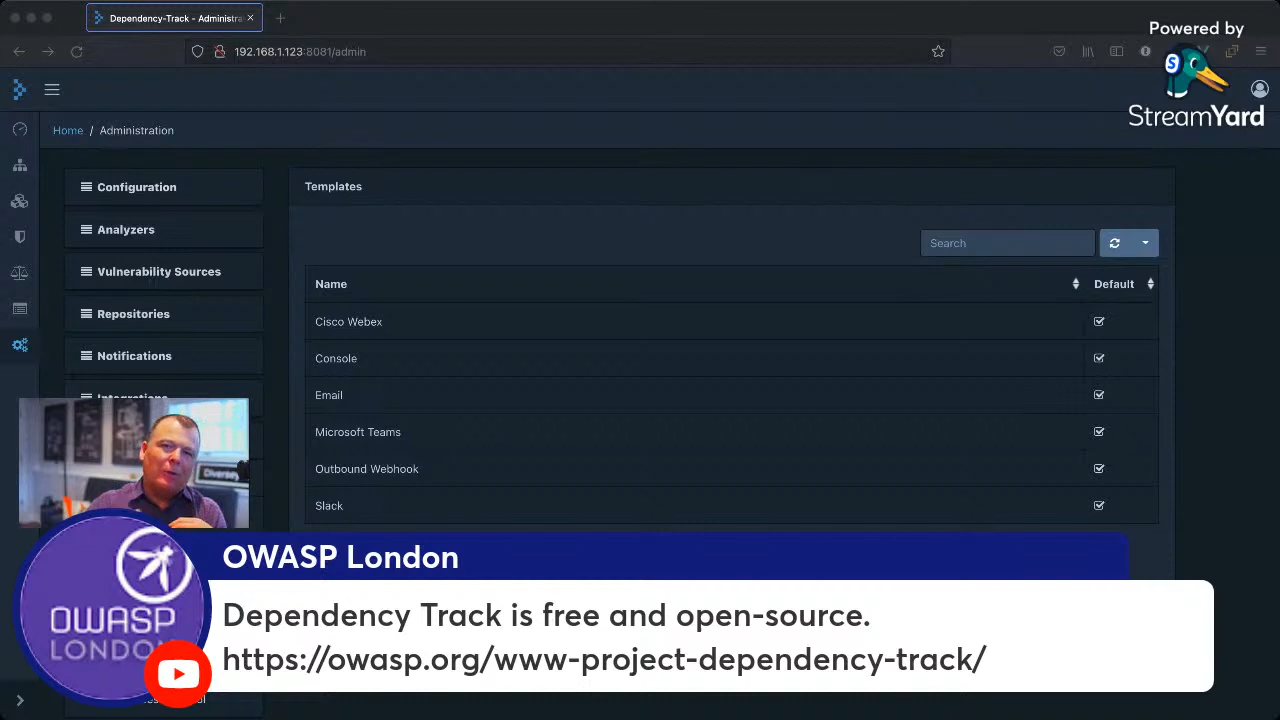 Dependency-Track - Administra
Powered by
192.168.1.123:8081/admin
StreamYard
Home / Administration
Configuration
Analyzers
Vulnerability Sources
Repositories
Notifications
Integrations
Templates
Search
Name
Default
Cisco Webex
Console
Email
Microsoft Teams
Outbound Webhook
Slack
OWASP London
Dependency Track is free and open-source.
https://owasp.org/www-project-dependency-track/
OWASP
LONDON